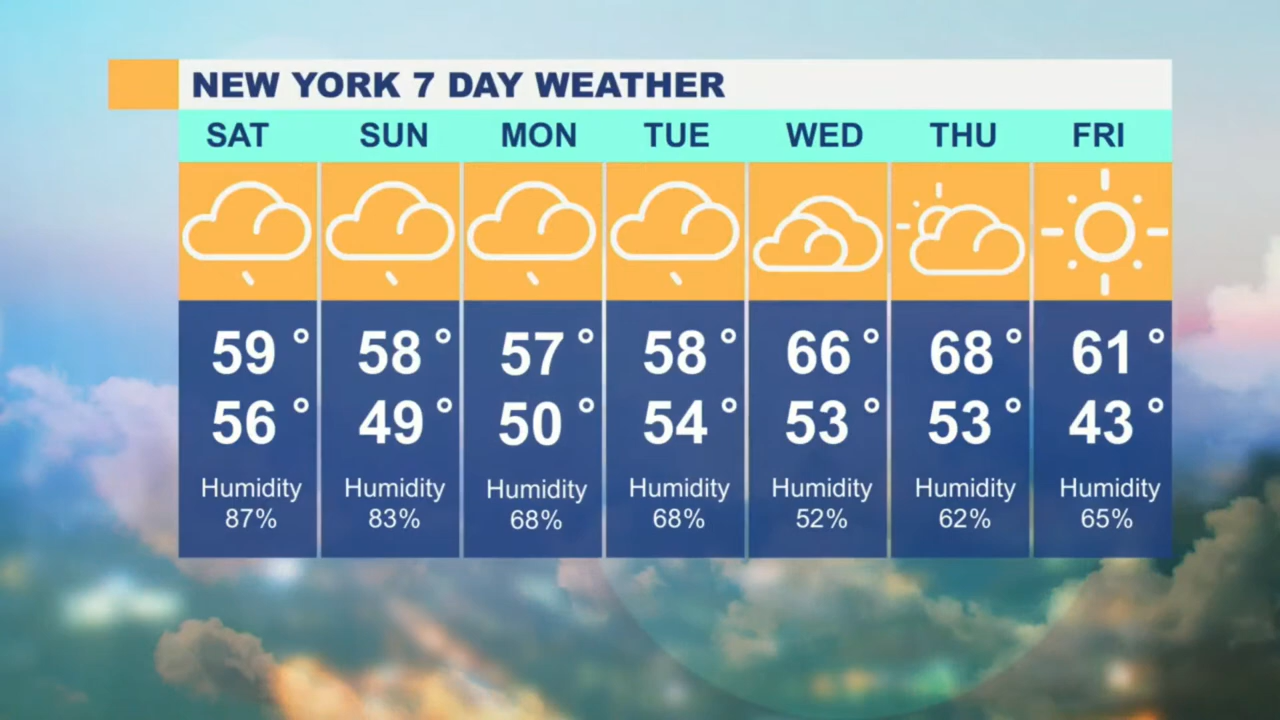 NEW YORK 7 DAY WEATHER
SAT SUN MON TUE WED THU FRI
59° 58° 57° 58° 66° 68° 61°
56° 49° 50° 54° 53° 53° 43°
Humidity Humidity Humidity Humidity Humidity Humidity Humidity
87% 83% 68% 68% 52% 62% 65%